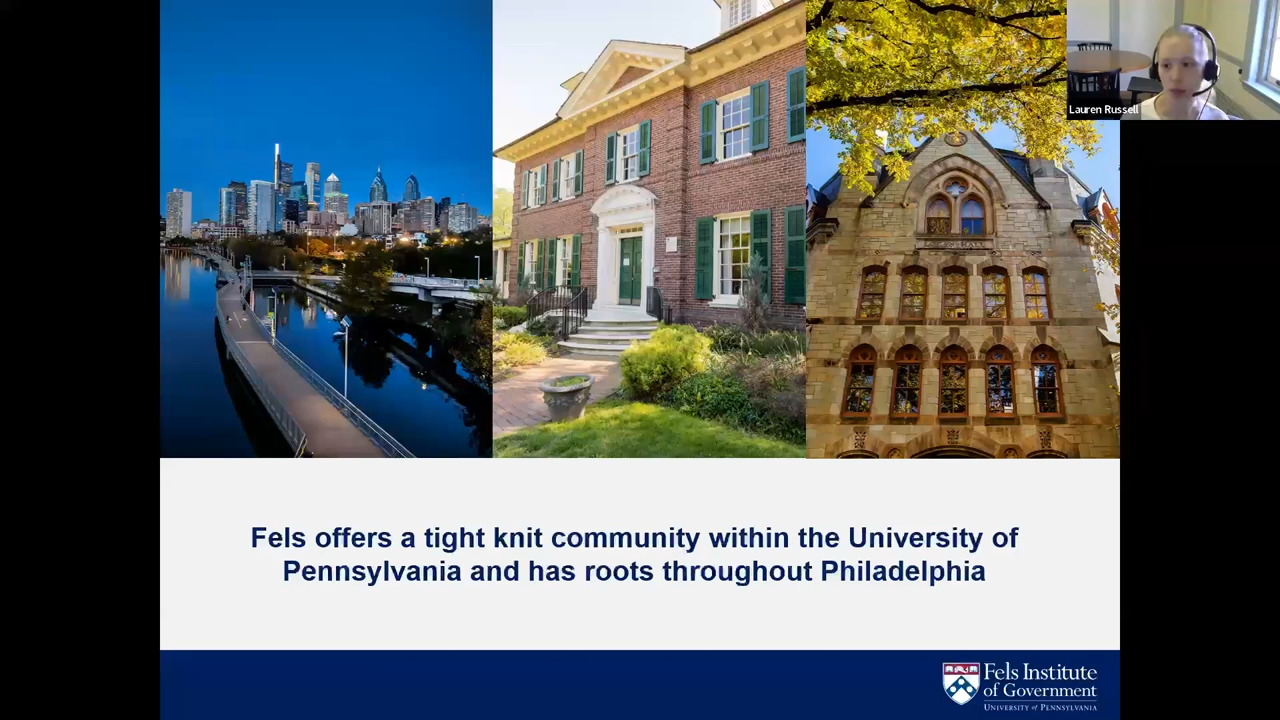 Lauren Russell
Fels offers a tight knit community within the University of
Pennsylvania and has roots throughout Philadelphia
Fels Institute
of Government
UNIVERSITY of PENNSYLVANIA